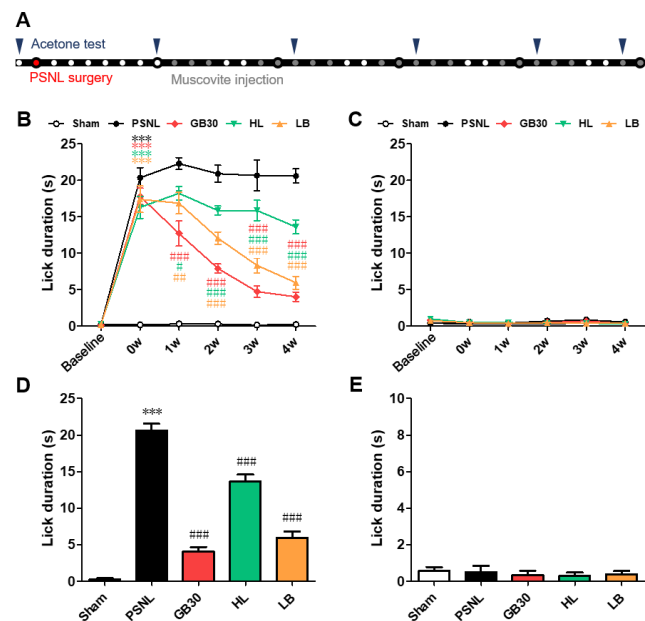 A
Acetone test
PSNL surgery
Muscovite injection
B
Sham PSNL GB30 HL LB
Lick duration (s)
25
20
15
10
5
0
***
***
***
***
###
#
##
###
###
###
###
###
###
###
###
###
Baseline 0w 1w 2w 3w 4w
C
Sham PSNL GB30 HL LB
Lick duration (s)
25
20
15
10
5
0
Baseline 0w 1w 2w 3w 4w
D
Lick duration (s)
25
20
15
10
5
0
***
###
###
###
Sham PSNL GB30 HL LB
E
Lick duration (s)
10
8
6
4
2
0
Sham PSNL GB30 HL LB